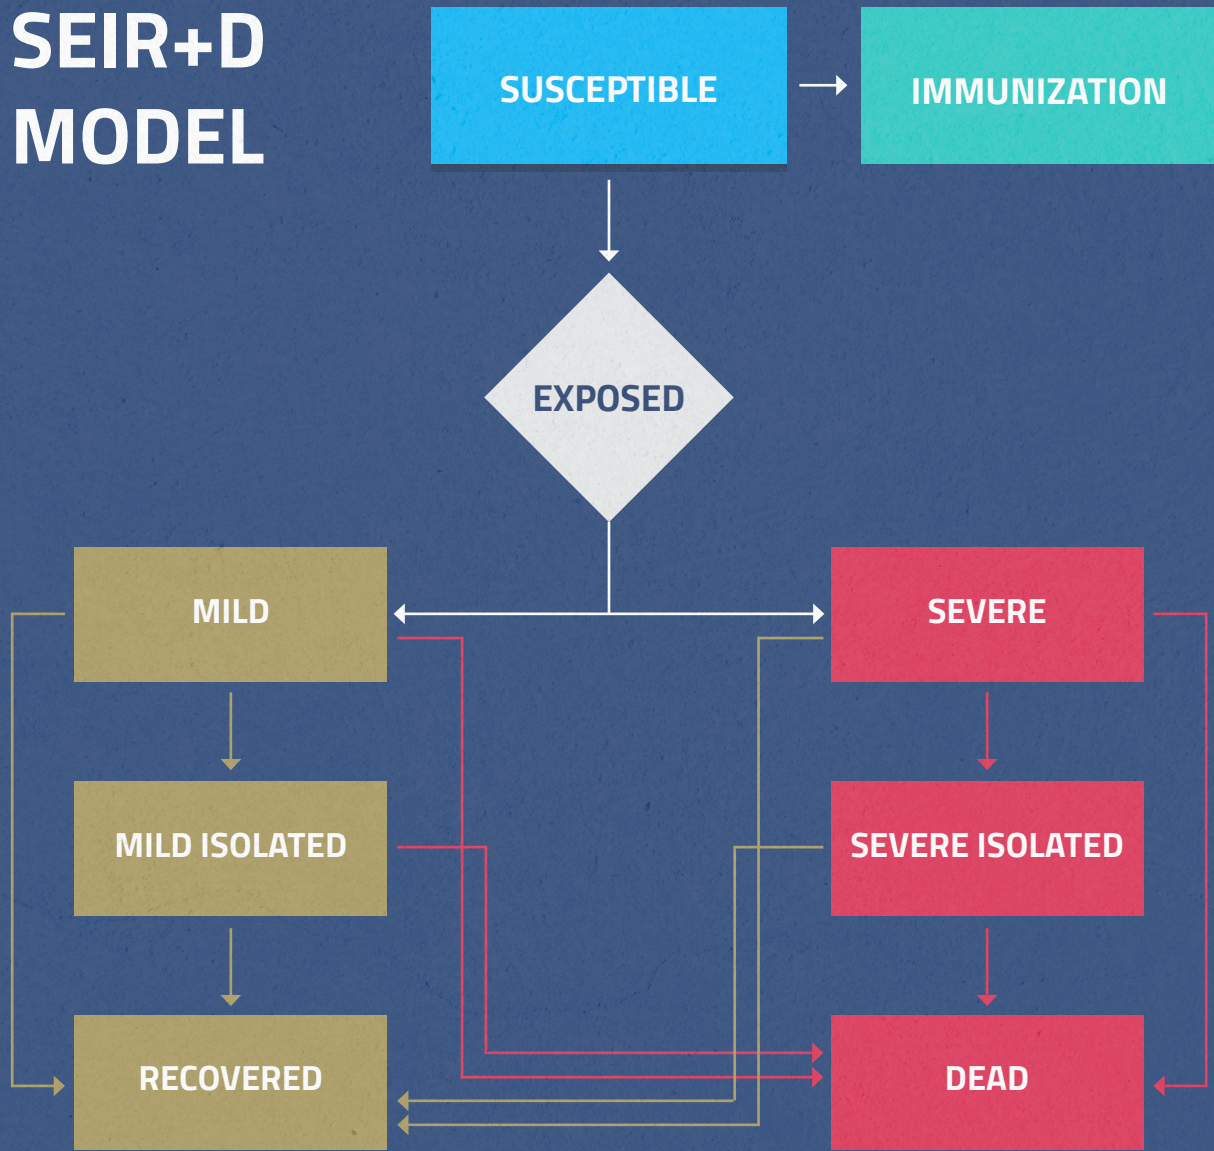 SEIR+D
MODEL
SUSCEPTIBLE
IMMUNIZATION
EXPOSED
MILD
SEVERE
MILD ISOLATED
SEVERE ISOLATED
RECOVERED
DEAD